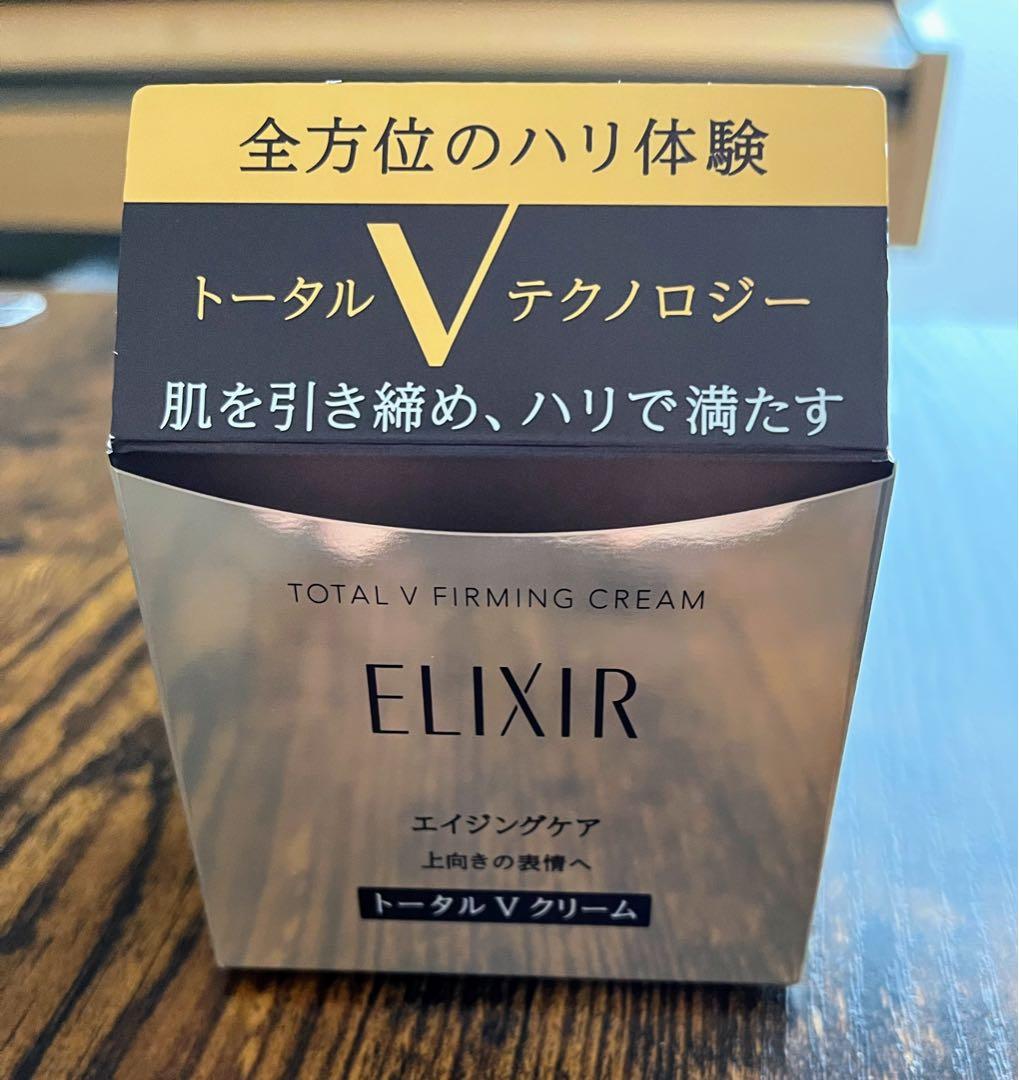 全方位のハリ体験
トータルVテクノロジー
肌を引き締め、ハリで満たす
TOTAL V FIRMING CREAM
ELIXIR
エイジングケア
上向きの表情へ
トータル V クリーム